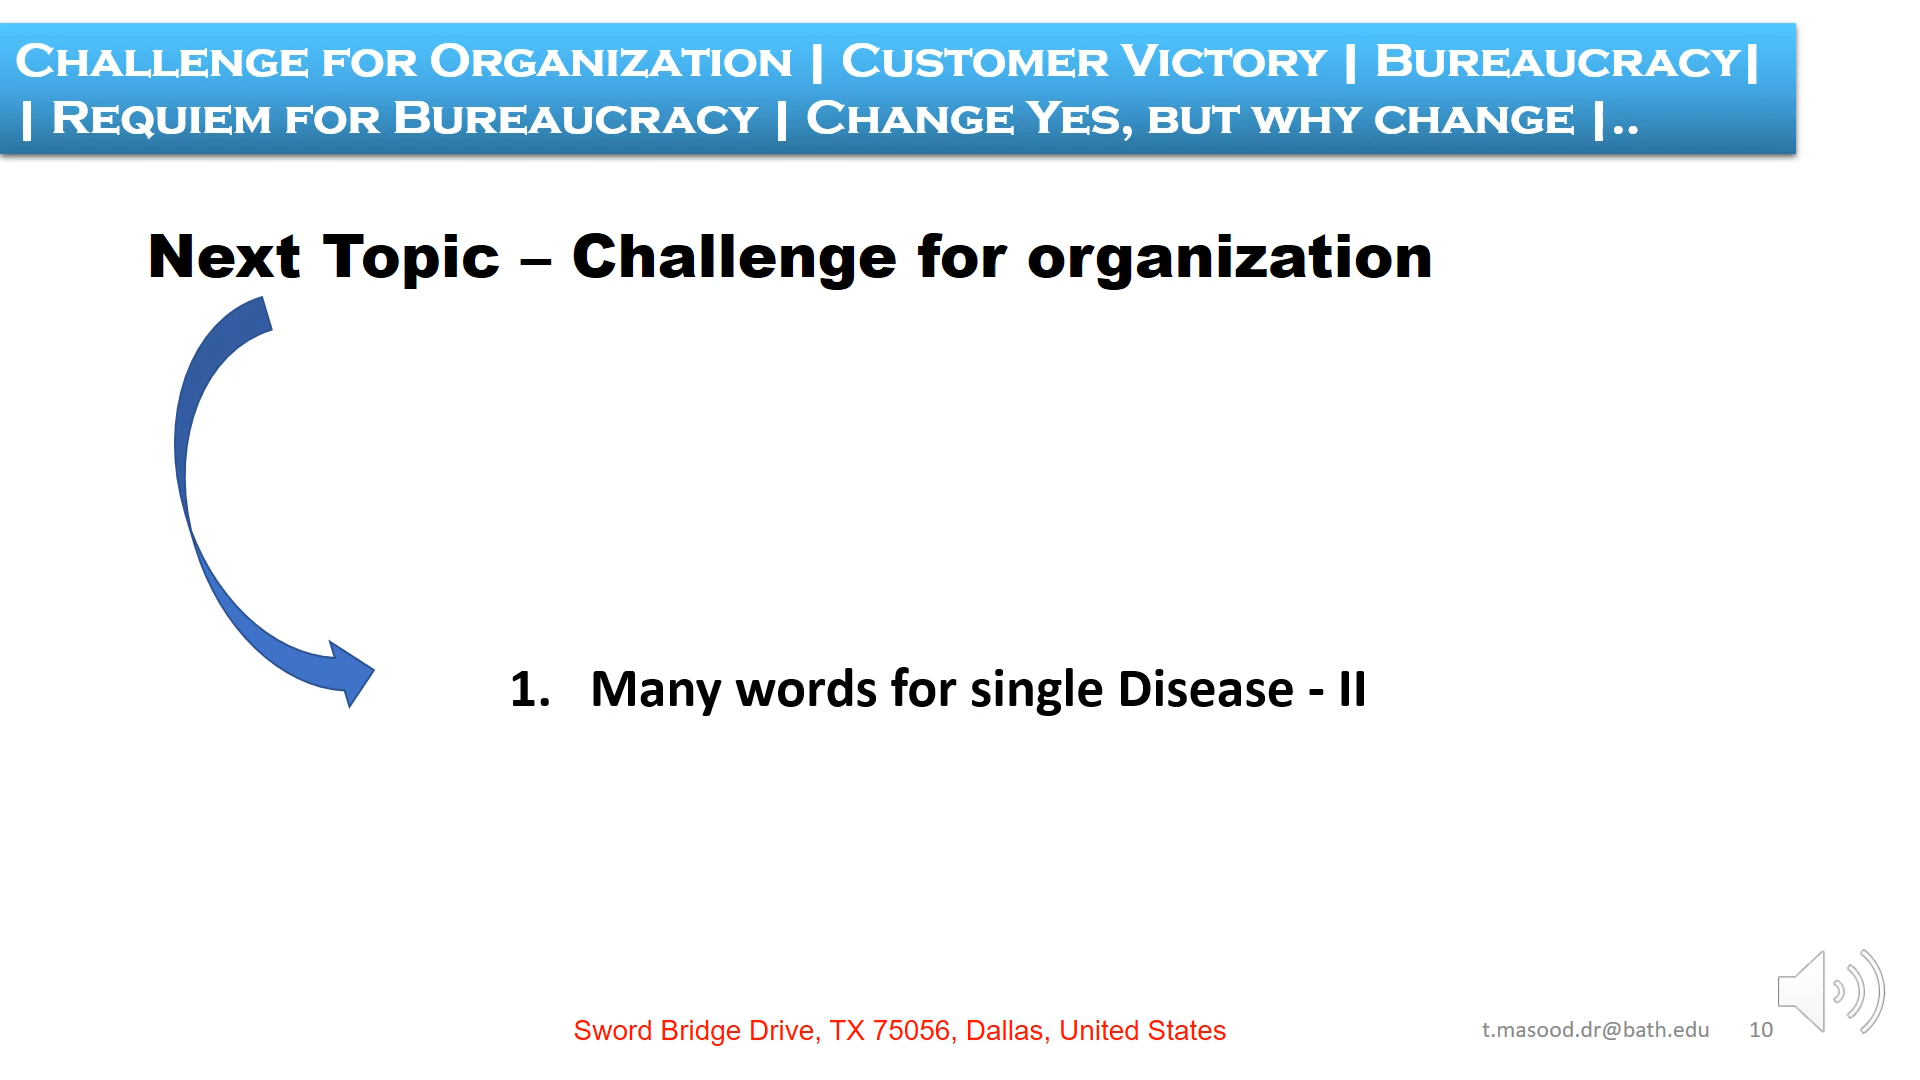 Challenge for Organization | Customer Victory | Bureaucracy|
| Requiem for Bureaucracy | Change Yes, but why change |..
Next Topic – Challenge for organization
1. Many words for single Disease - II
Sword Bridge Drive, TX 75056, Dallas, United States
t.masood.dr@bath.edu 10